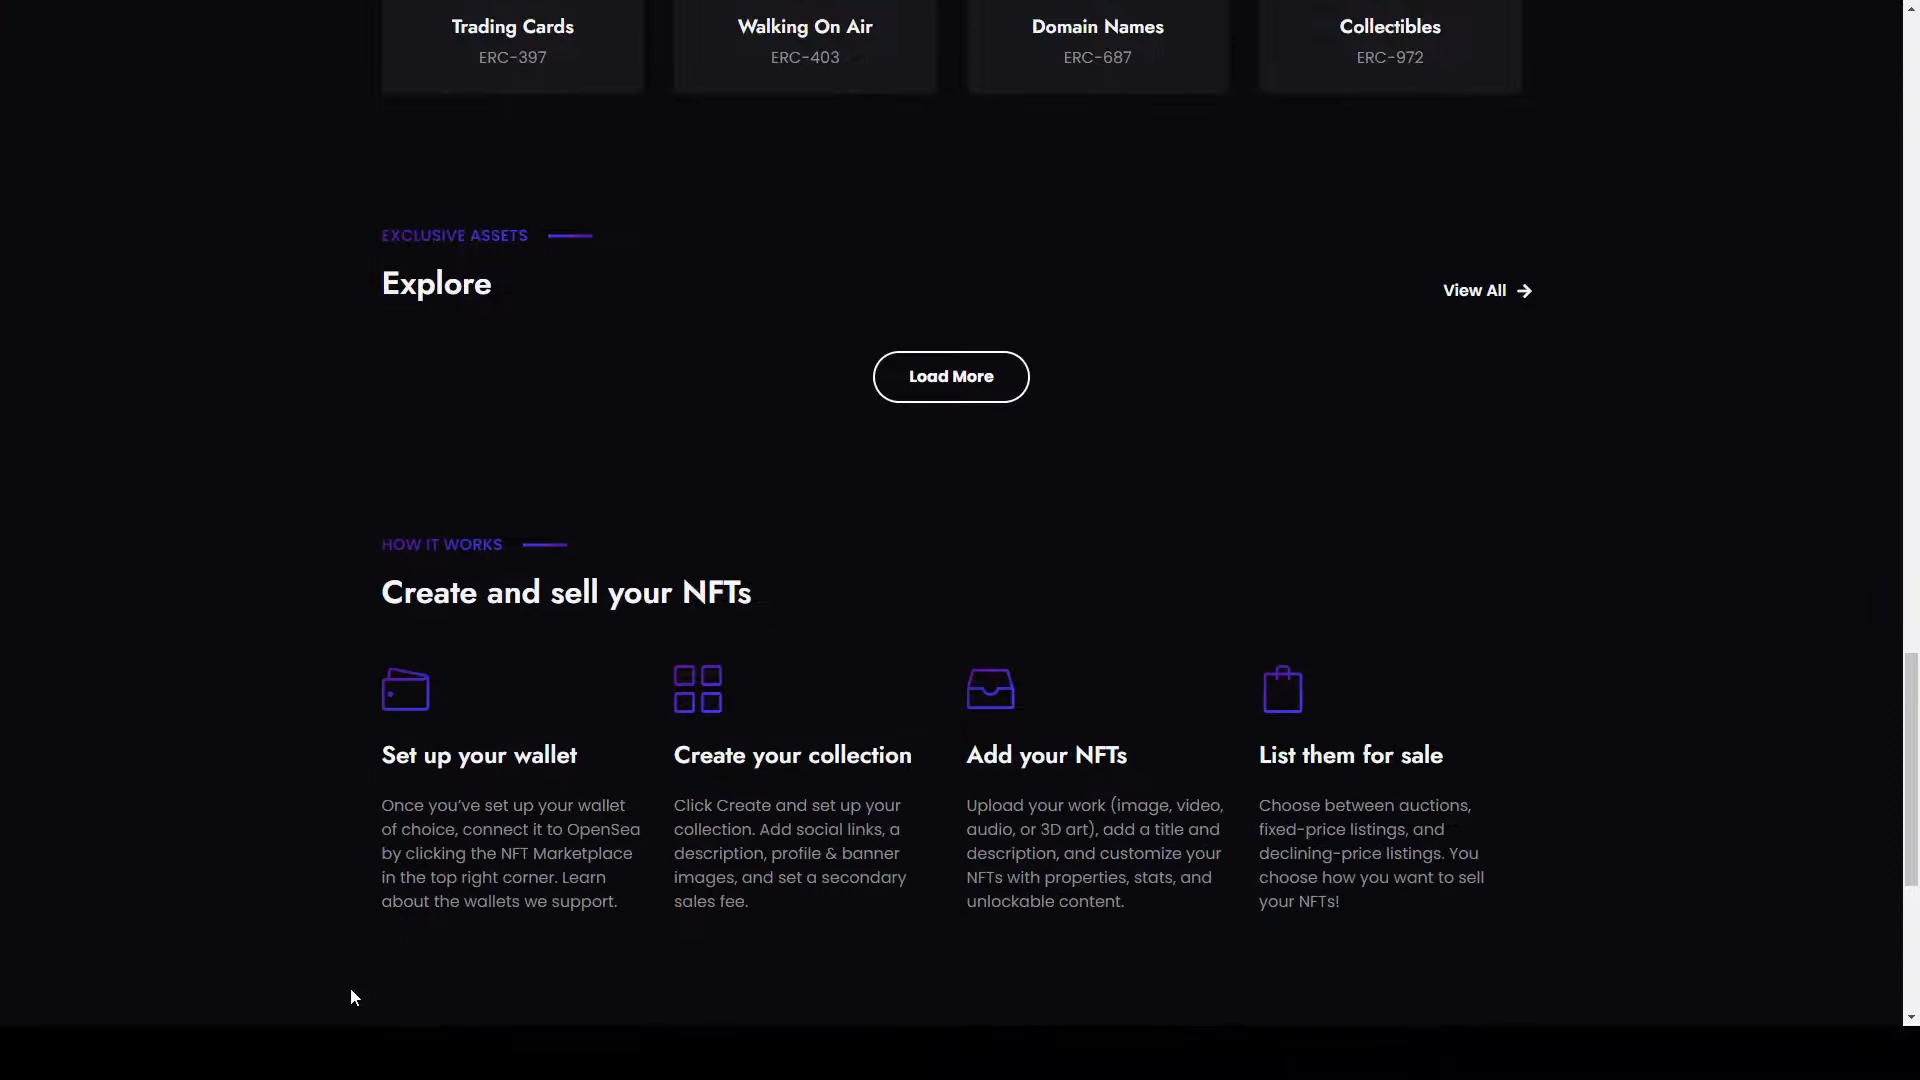 Trading Cards
ERC-397
Walking On Air
ERC-403
Domain Names
ERC-687
Collectibles
ERC-972
EXCLUSIVE ASSETS
Explore
View All
Load More
HOW IT WORKS
Create and sell your NFTs
Set up your wallet
Once you've set up your wallet
of choice, connect it to OpenSea
by clicking the NFT Marketplace
in the top right corner. Learn
about the wallets we support.
Create your collection
Click Create and set up your
collection. Add social links, a
description, profile & banner
images, and set a secondary
sales fee.
Add your NFTs
Upload your work (image, video,
audio, or 3D art), add a title and
description, and customize your
NFTs with properties, stats, and
unlockable content.
List them for sale
Choose between auctions,
fixed-price listings, and
declining-price listings. You
choose how you want to sell
your NFTs!